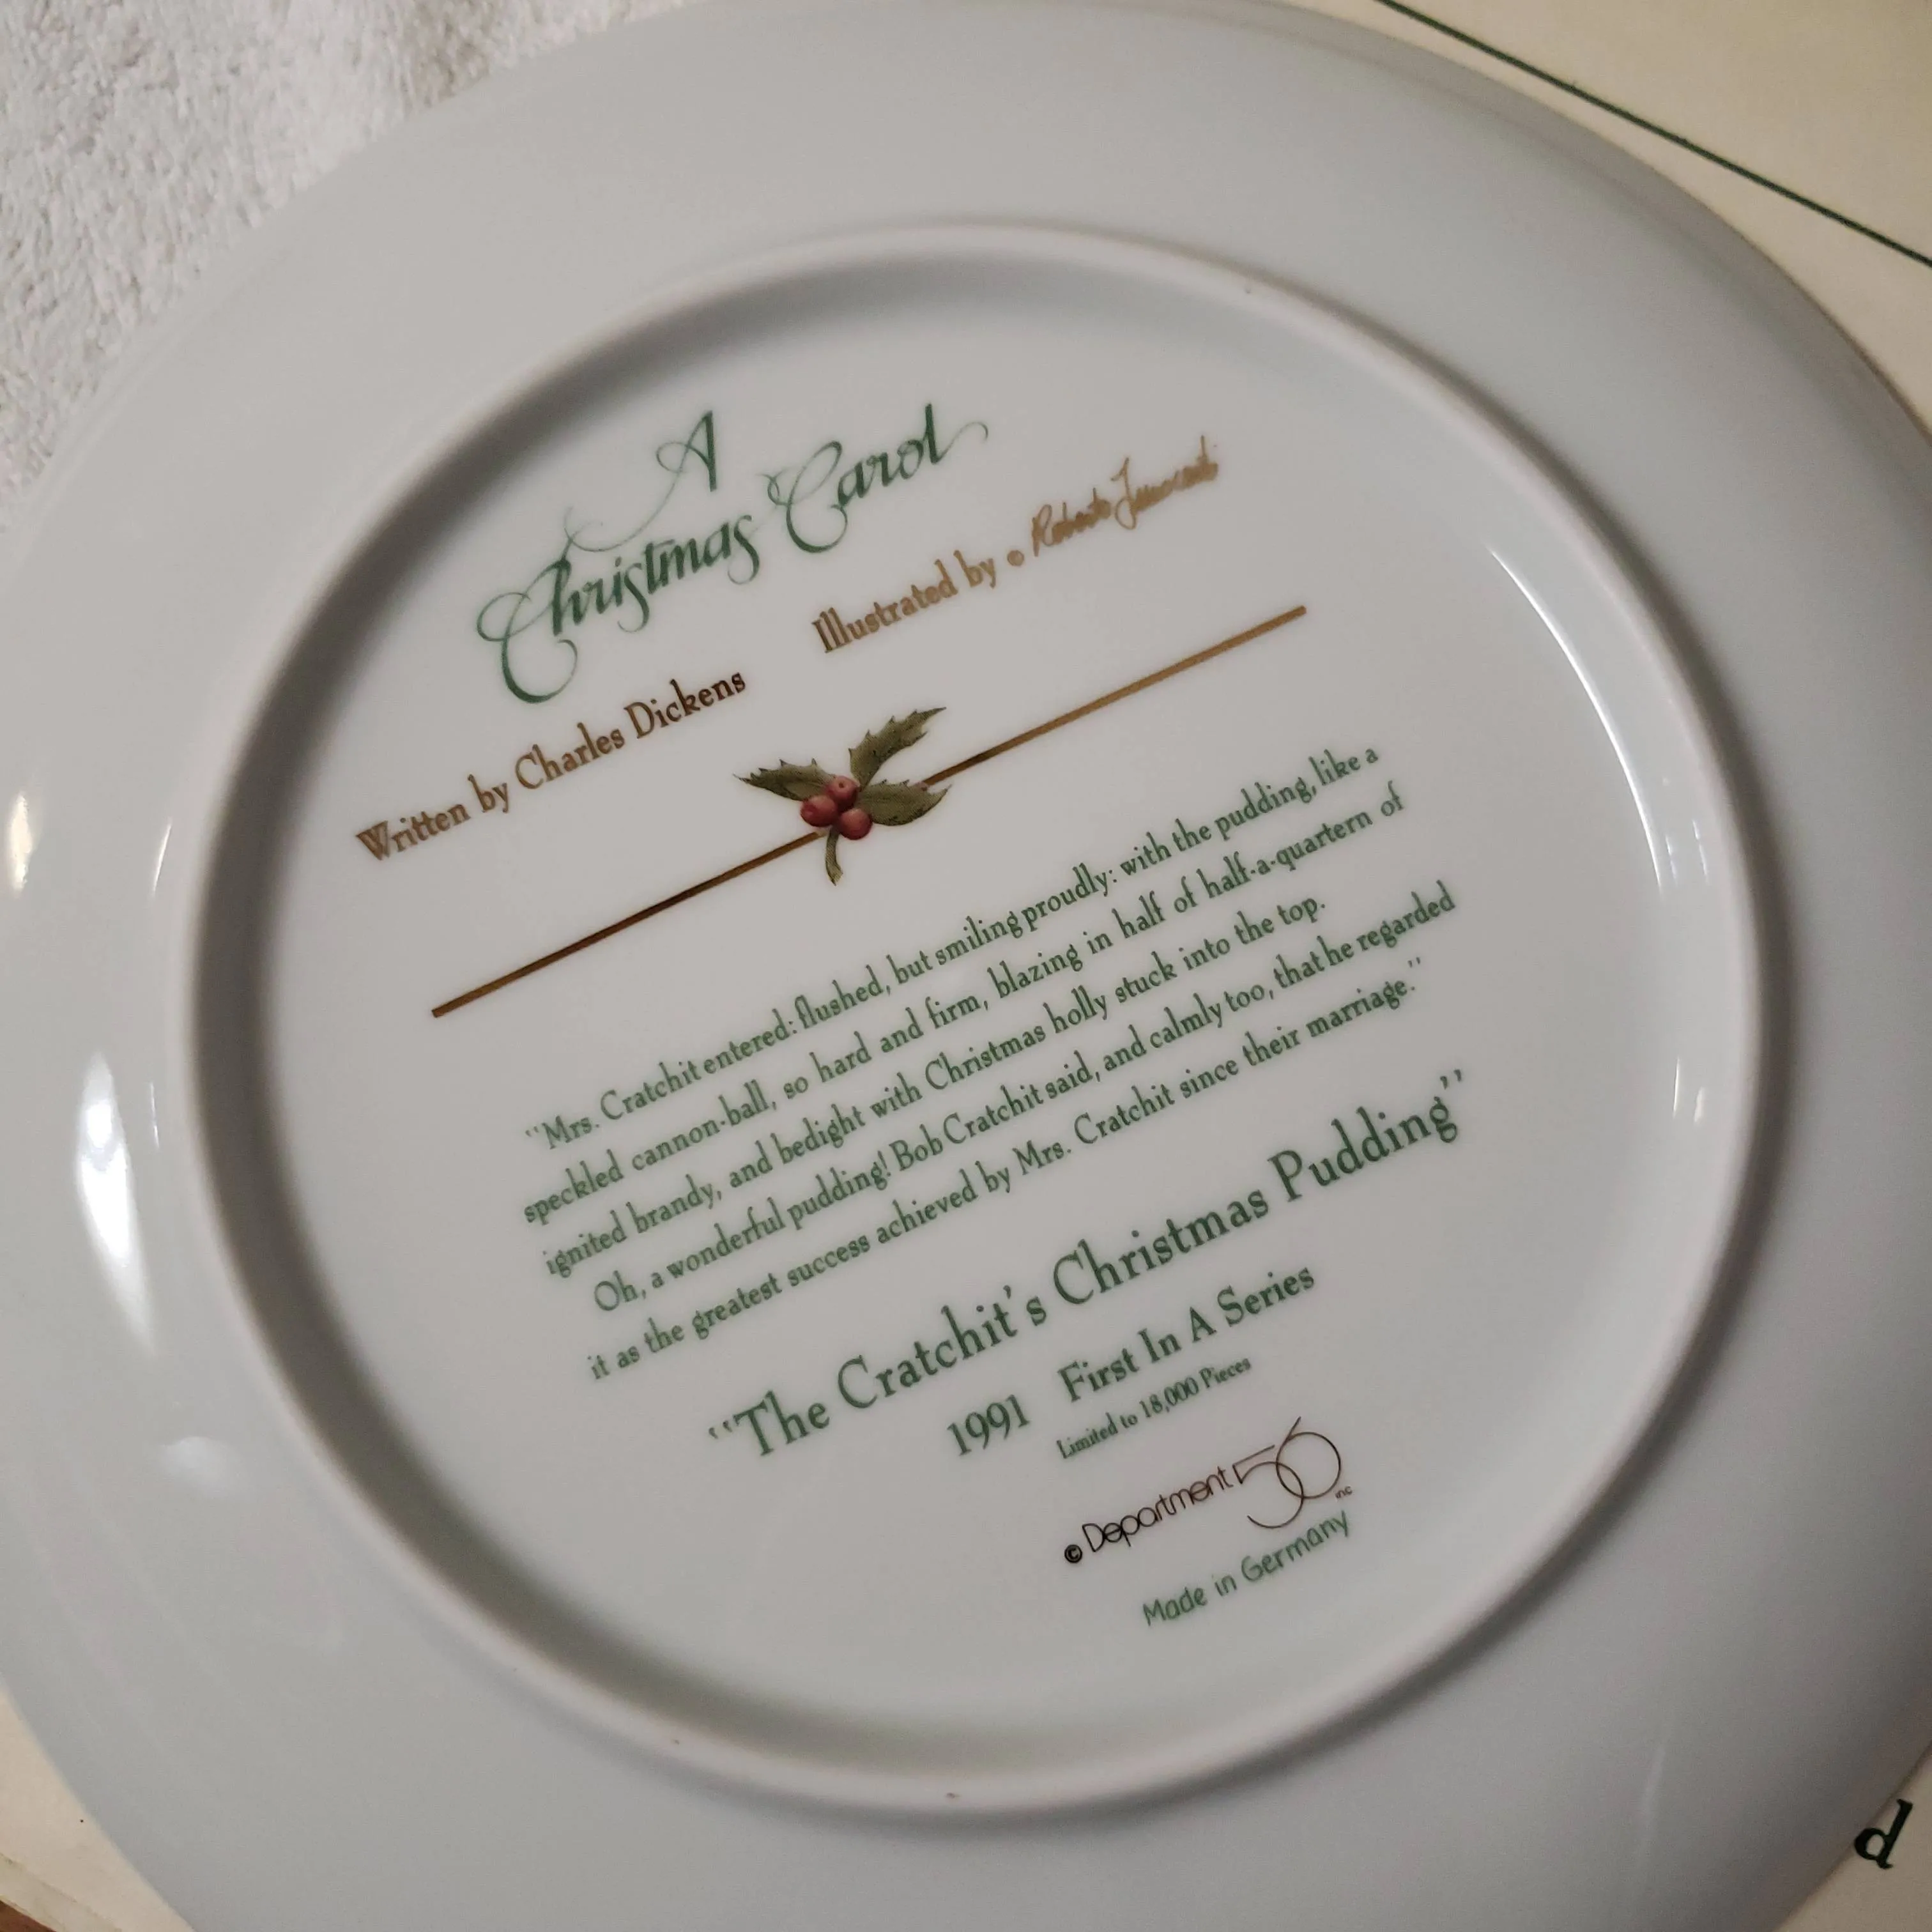 A
Christmas Carol
Written by Charles Dickens Illustrated by © Roberto Innocenti
"Mrs. Cratchit entered: flushed, but smiling proudly: with the pudding, like a
speckled cannon-ball, so hard and firm, blazing in half of half-a-quartern of
ignited brandy, and bedight with Christmas holly stuck into the top.
Oh, a wonderful pudding! Bob Cratchit said, and calmly too, that he regarded
it as the greatest success achieved by Mrs. Cratchit since their marriage."
"The Cratchit's Christmas Pudding"
1991 First In A Series
Limited to 18,000 Pieces
© Department 56 inc
Made in Germany
d